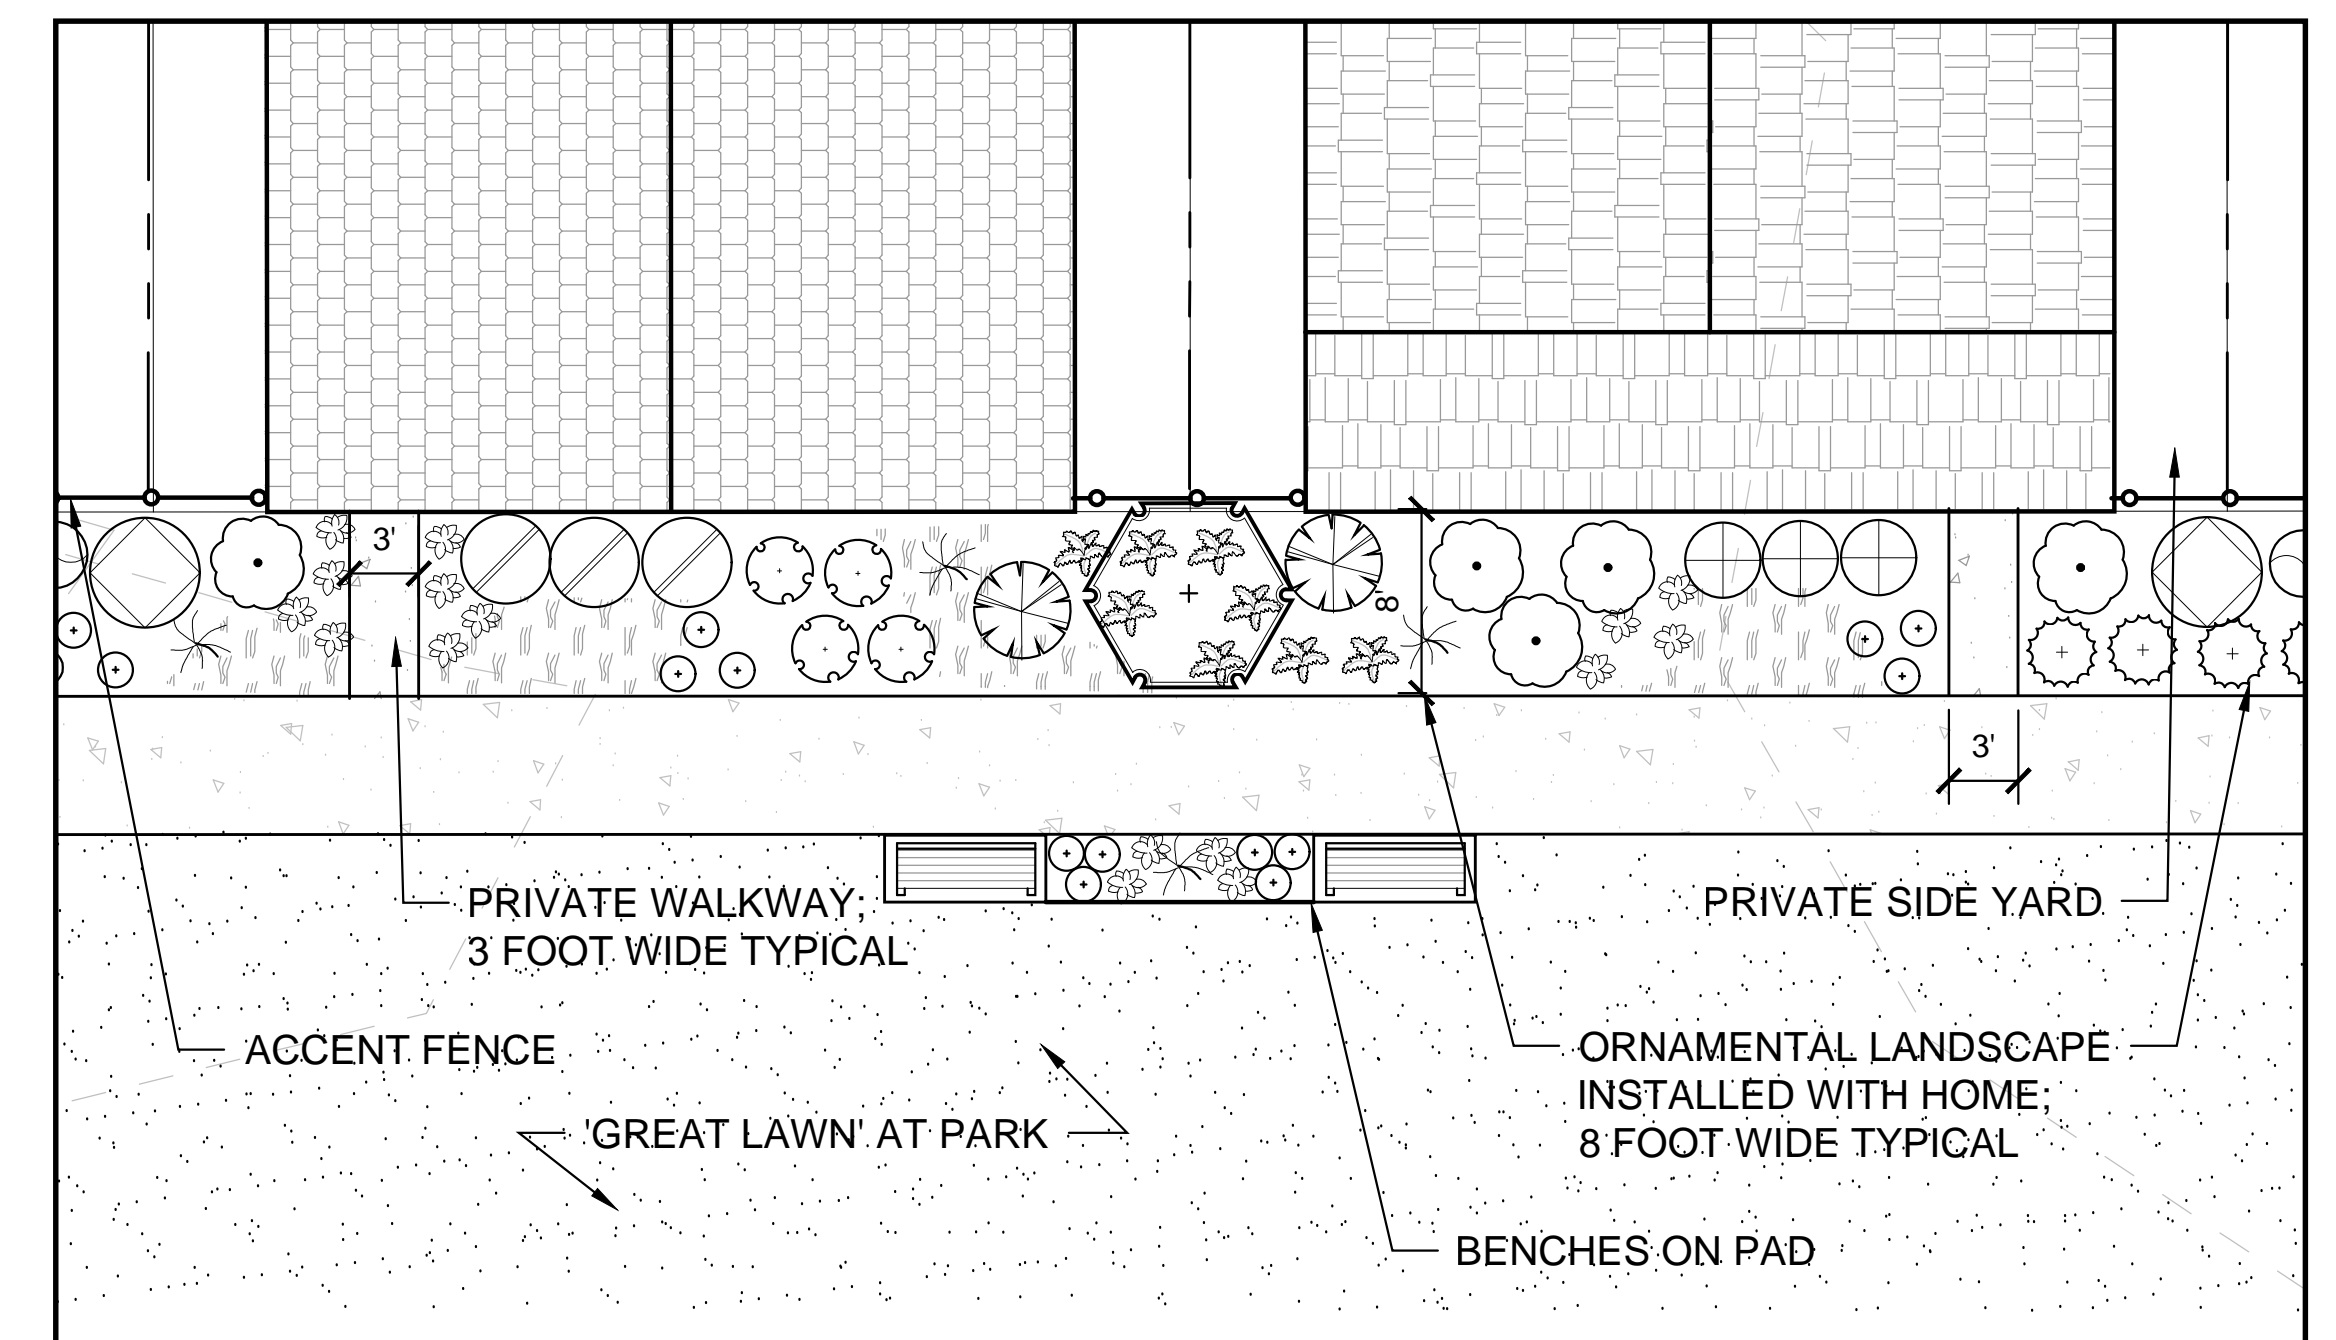 3'
8'
3'
PRIVATE WALKWAY;
3 FOOT WIDE TYPICAL
PRIVATE SIDE YARD
ACCENT FENCE
ORNAMENTAL LANDSCAPE
INSTALLED WITH HOME;
8 FOOT WIDE TYPICAL
'GREAT LAWN' AT PARK
BENCHES ON PAD